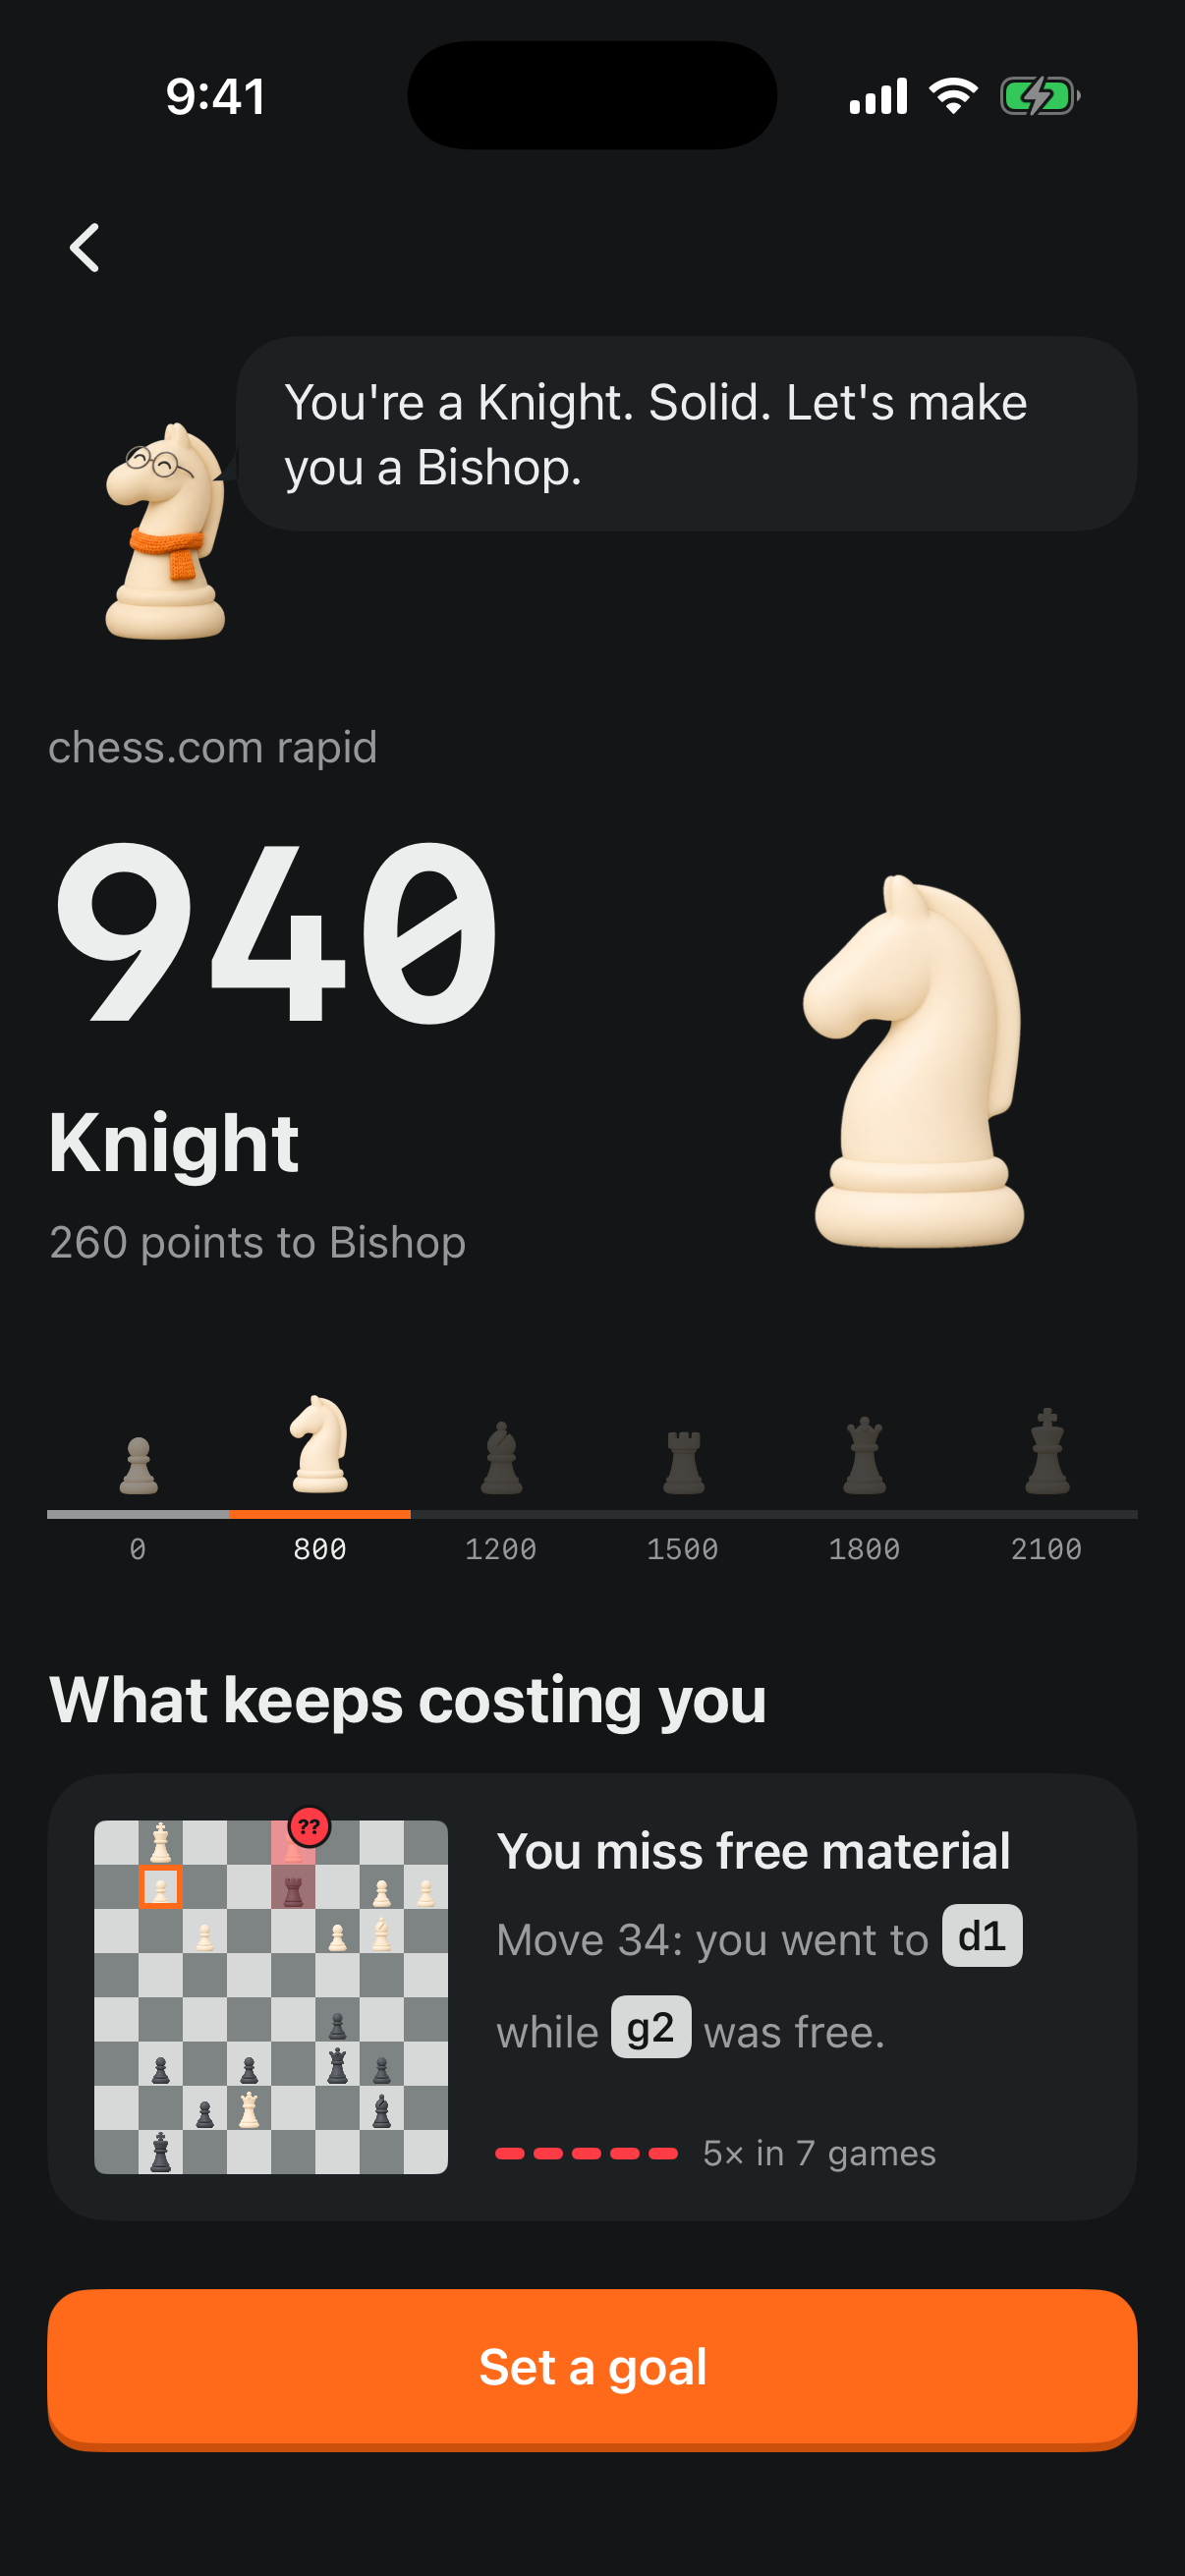 9:41
You're a Knight. Solid. Let's make
you a Bishop.
chess.com rapid
940
Knight
260 points to Bishop
0 800 1200 1500 1800 2100
What keeps costing you
??
You miss free material
Move 34: you went to d1
while g2 was free.
5× in 7 games
Set a goal